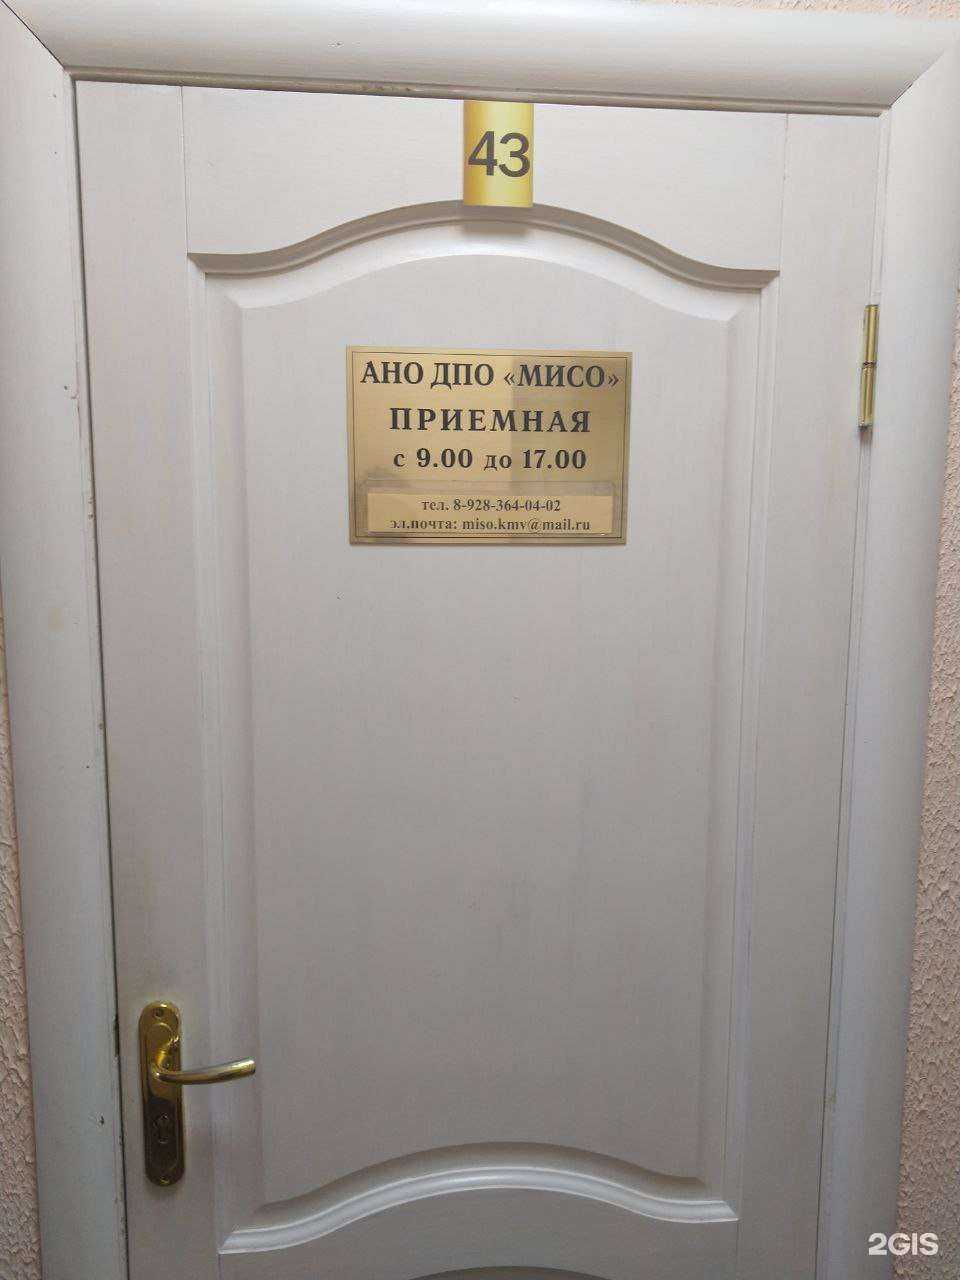 43
АНО ДПО «МИСО»
ПРИЕМНАЯ
с 9.00 до 17.00
тел. 8-928-364-04-02
эл.почта: miso.kmv@mail.ru
2GIS